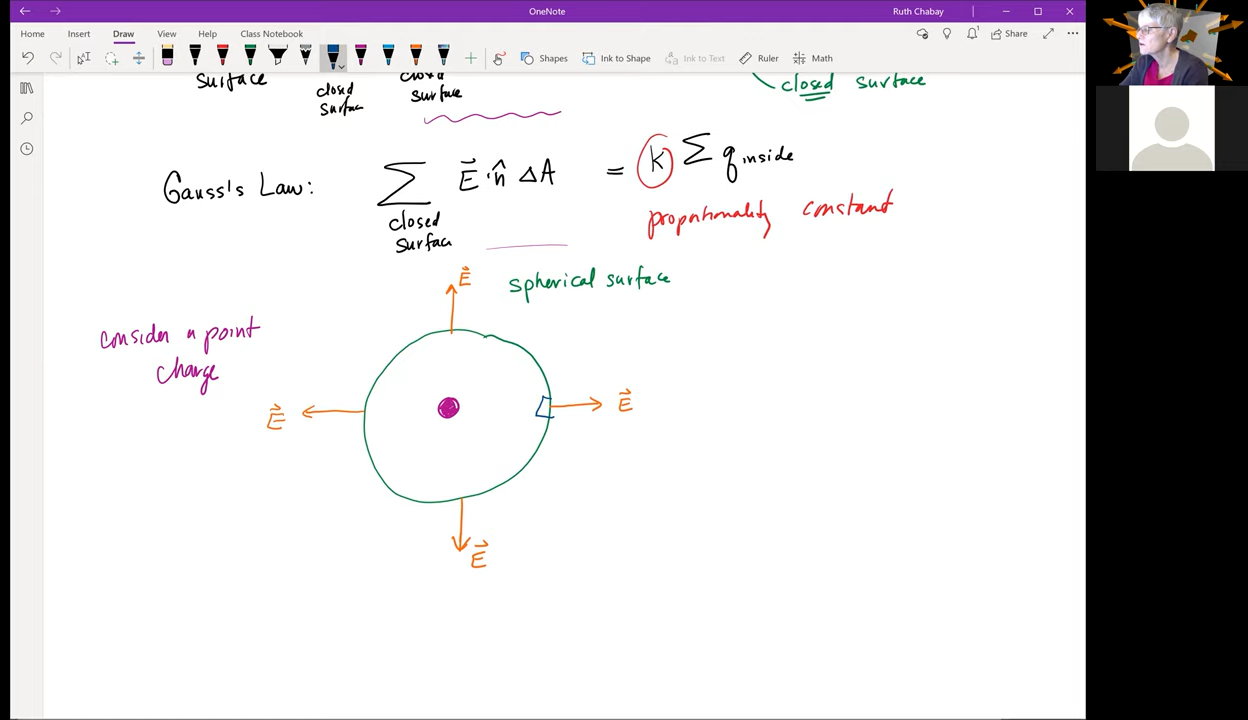 OneNote
Ruth Chabay
Home Insert Draw View Help Class Notebook
Share
Shapes Ink to Shape Ink to Text Ruler Math
surface
closed
surfac
closed
surface
closed surface
Gauss's Law: ∑ E⃗ · n̂ ΔA = k ∑ q inside
closed
surfac
proportionality constant
E⃗
spherical surface
consider a point
charge
E⃗
E⃗
E⃗